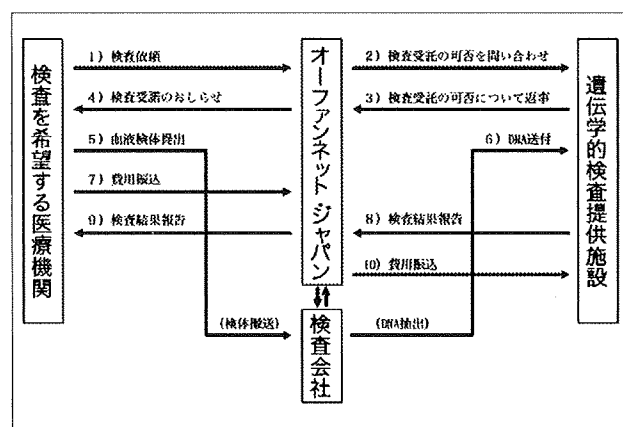 検査を希望する医療機関
1) 検査依頼
4) 検査受諾のおしらせ
5) 血液検体提出
7) 費用振込
9) 検査結果報告
(検体搬送)
オーファンネット・ジャパン
検査会社
2) 検査受託の可否を問い合わせ
3) 検査受託の可否について返事
6) DNA送付
8) 検査結果報告
10) 費用振込
(DNA抽出)
遺伝学的検査提供施設